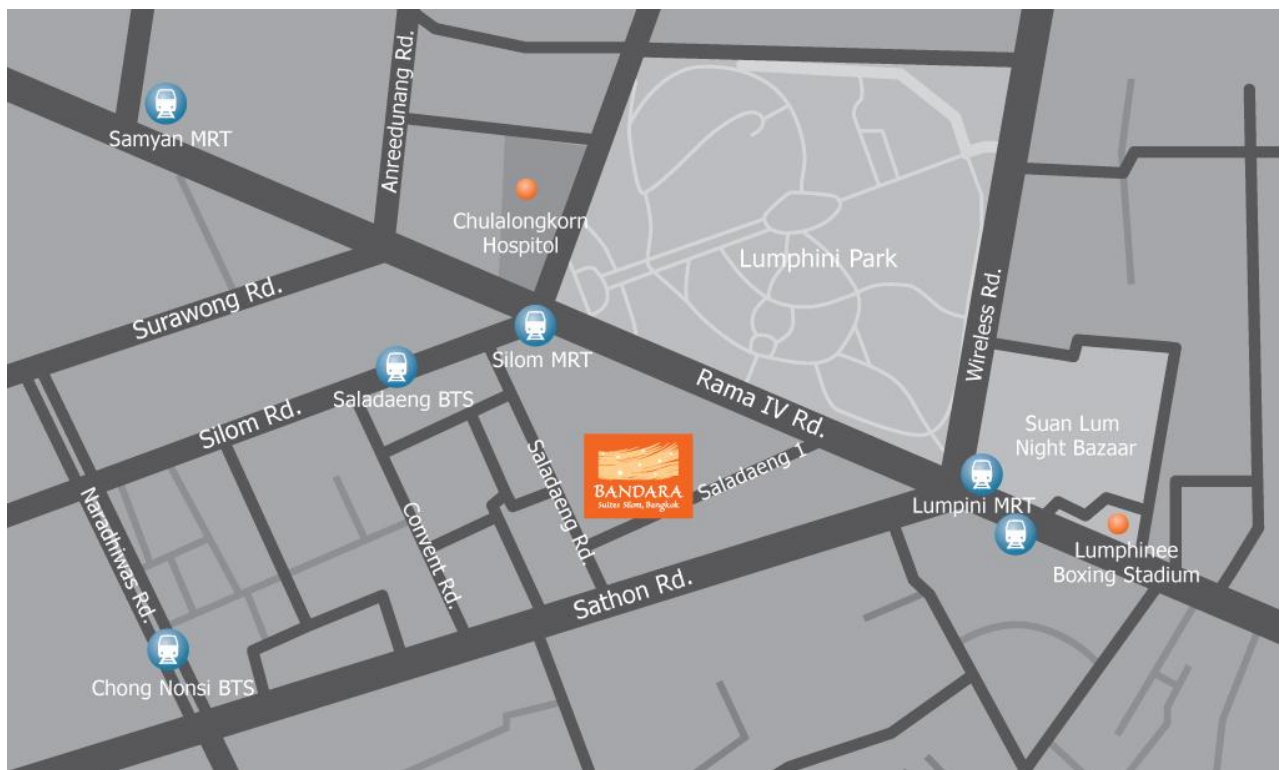 Samyan MRT
Anreedunang Rd.
Chulalongkorn
Hospitol
Lumphini Park
Surawong Rd.
Silom MRT
Saladaeng BTS
Silom Rd.
Rama IV Rd.
Wireless Rd.
Suan Lum
Night Bazaar
BANDARA
Suites Silom, Bangkok
Saladaeng 1
Saladaeng Rd.
Convent Rd.
Naradhiwas Rd.
Lumpini MRT
Lumphinee
Boxing Stadium
Sathon Rd.
Chong Nonsi BTS